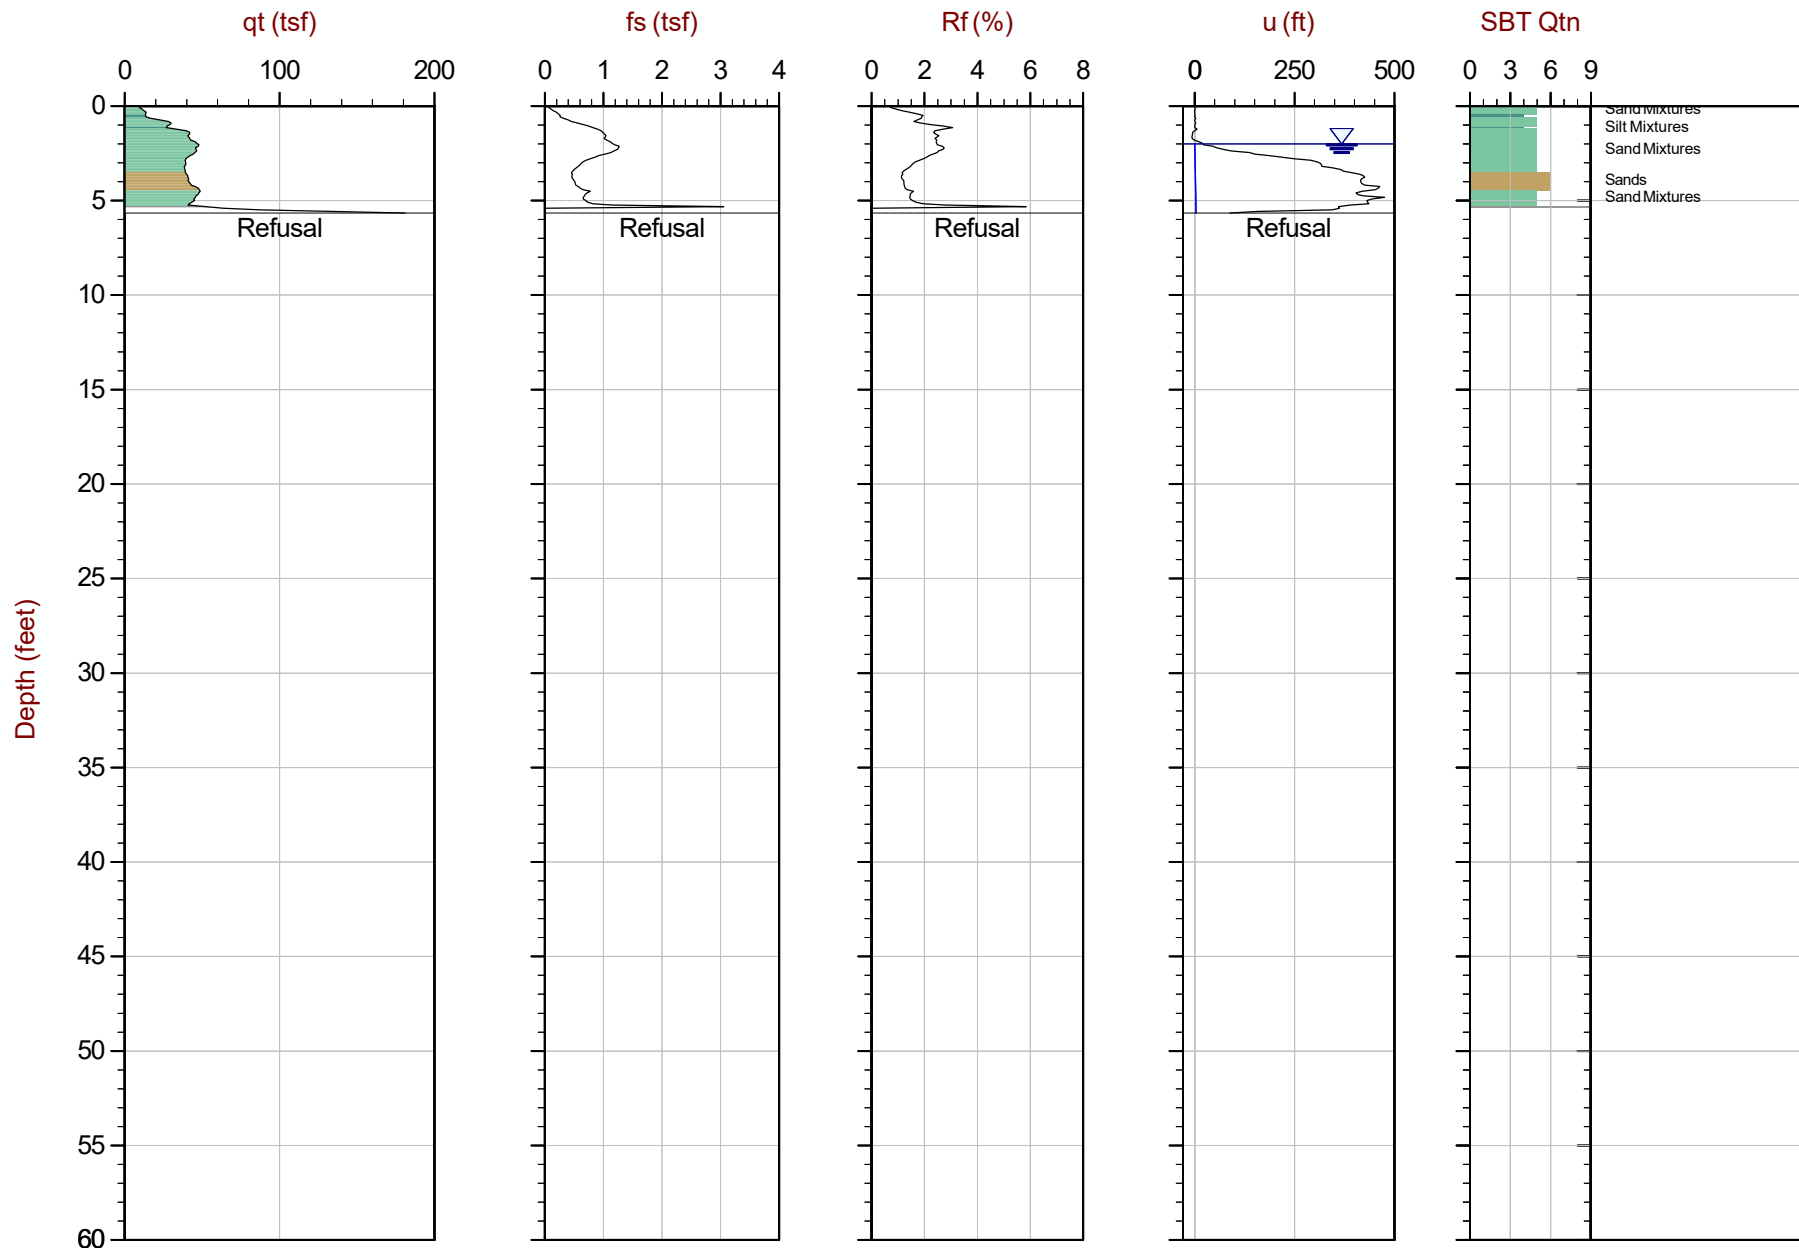 qt (tsf) fs (tsf) Rf (%) u (ft) SBT Qtn
0 100 200 0 1 2 3 4 0 2 4 6 8 0 250 500 0 3 6 9
0
Sand Mixtures
Silt Mixtures
Sand Mixtures
Sands
5
Sand Mixtures
Refusal Refusal Refusal Refusal
10
15
20
25
30
35
40
45
50
55
60
Depth (feet)